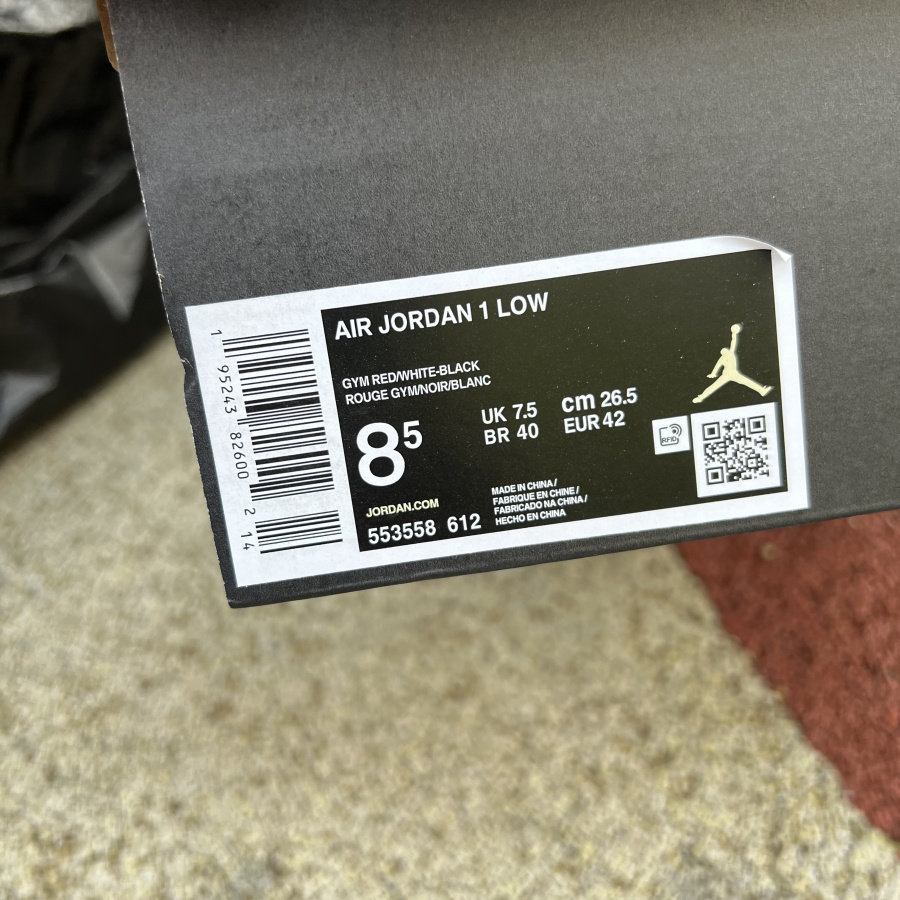 AIR JORDAN 1 LOW
GYM RED/WHITE-BLACK
ROUGE GYM/NOIR/BLANC
8⁵
UK 7.5
BR 40
cm 26.5
EUR 42
RFID
JORDAN.COM
553558 612
MADE IN CHINA /
FABRIQUE EN CHINE /
FABRICADO NA CHINA /
HECHO EN CHINA
1 95243 82600 2 14